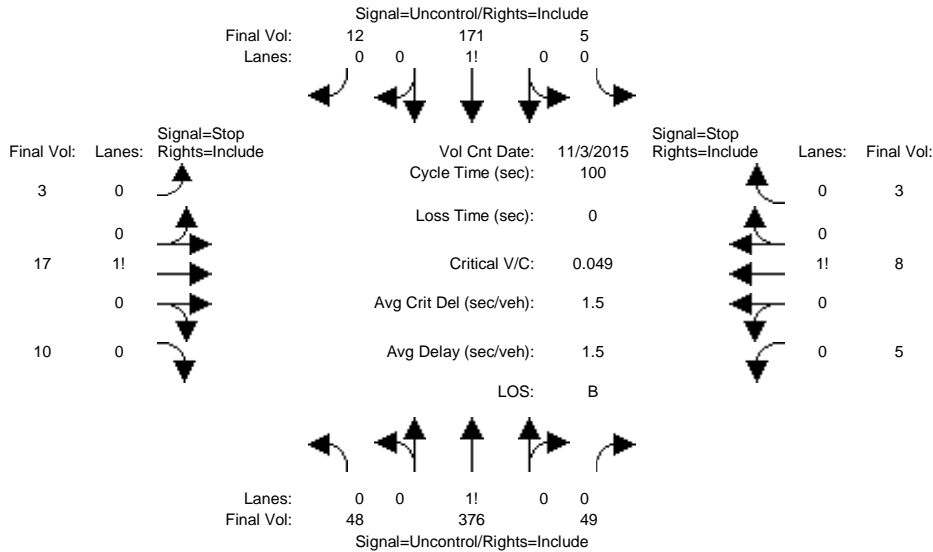 Signal=Uncontrol/Rights=Include
Final Vol: 12 171 5
Lanes: 0 0 1! 0 0
Signal=Stop
Final Vol: Lanes: Rights=Include
Vol Cnt Date: 11/3/2015
Signal=Stop
Rights=Include Lanes: Final Vol:
Cycle Time (sec): 100
3 0
0 3
Loss Time (sec): 0
0
0
17 1!
Critical V/C: 0.049
1! 8
0
Avg Crit Del (sec/veh): 1.5
0
10 0
Avg Delay (sec/veh): 1.5
0 5
LOS: B
Lanes: 0 0 1! 0 0
Final Vol: 48 376 49
Signal=Uncontrol/Rights=Include